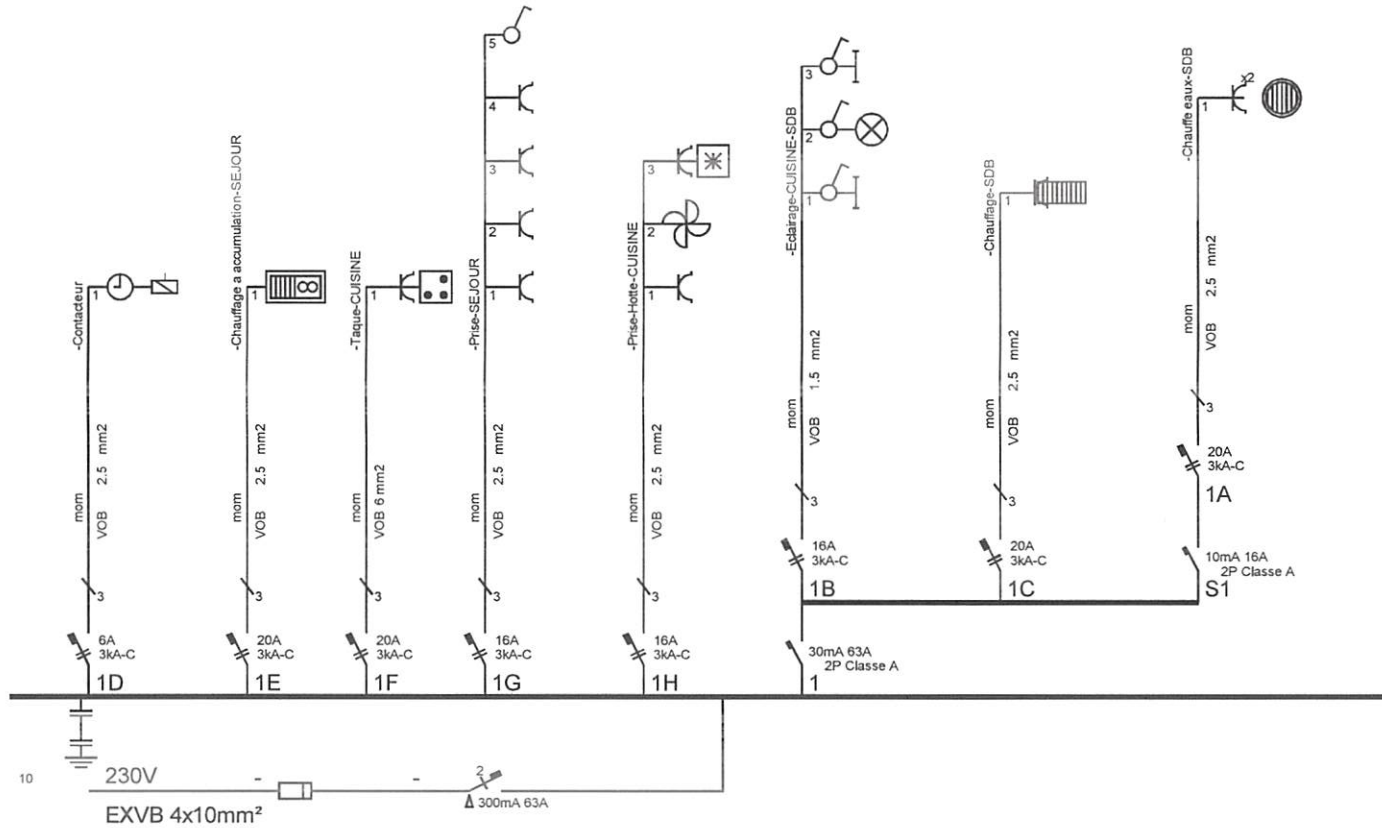 -Contacteur
1
mom
VOB 2.5 mm2
3
6A
3kA-C
1D
-Chauffage a accumulation-SEJOUR
1
8
mom
VOB 2.5 mm2
3
20A
3kA-C
1E
-Taque-CUISINE
1
mom
VOB 6 mm2
3
20A
3kA-C
1F
-Prise-SEJOUR
5
4
3
2
1
mom
VOB 2.5 mm2
3
16A
3kA-C
1G
-Prise-Hotte-CUISINE
3
2
1
mom
VOB 2.5 mm2
3
16A
3kA-C
1H
-Eclairage-CUISINE-SDB
3
2
1
mom
VOB 1.5 mm2
3
16A
3kA-C
1B
-Chauffage-SDB
1
mom
VOB 2.5 mm2
3
20A
3kA-C
1C
-Chauffe eaux-SDB
x2
1
mom
VOB 2.5 mm2
3
20A
3kA-C
1A
10mA 16A
2P Classe A
S1
30mA 63A
2P Classe A
1
10
230V
- -
2
Δ 300mA 63A
EXVB 4x10mm²